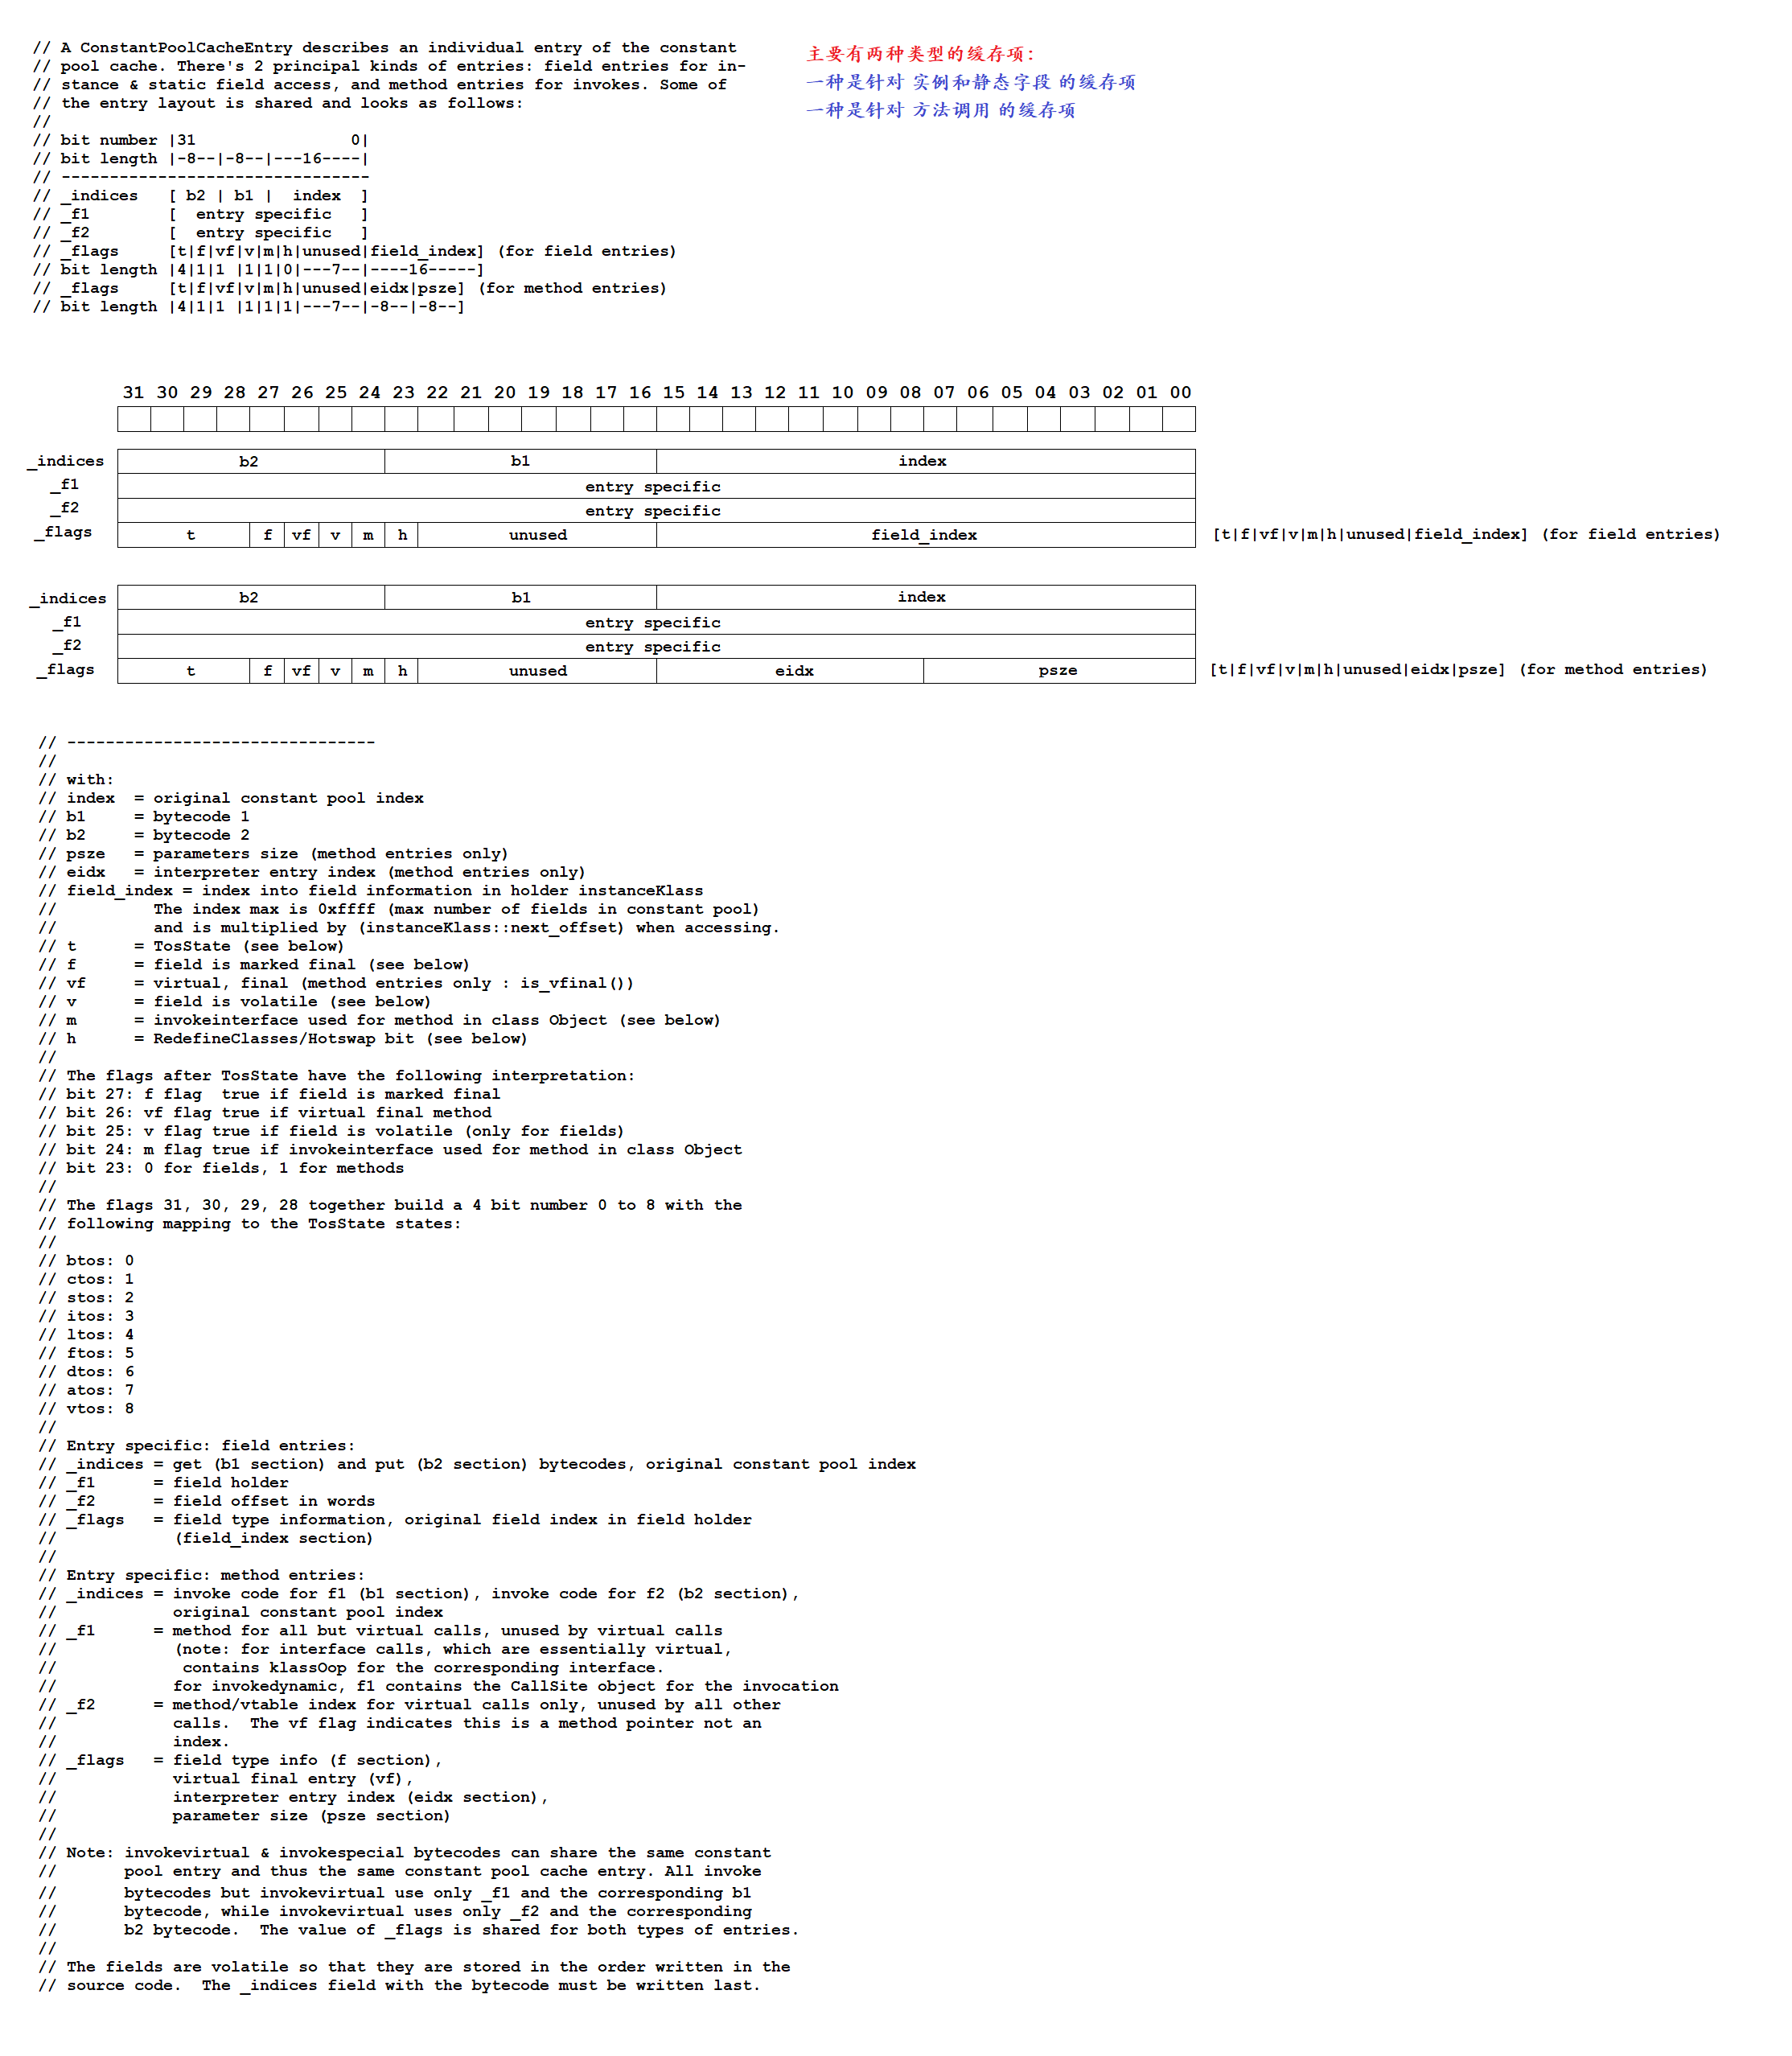 // A ConstantPoolCacheEntry describes an individual entry of the constant
// pool cache. There's 2 principal kinds of entries: field entries for in-
// stance & static field access, and method entries for invokes. Some of
// the entry layout is shared and looks as follows:
//
// bit number |31                0|
// bit length |-8--|-8--|---16----|
// --------------------------------
// _indices   [ b2 | b1 |  index  ]
// _f1        [  entry specific   ]
// _f2        [  entry specific   ]
// _flags     [t|f|vf|v|m|h|unused|field_index] (for field entries)
// bit length |4|1|1 |1|1|0|---7--|----16-----]
// _flags     [t|f|vf|v|m|h|unused|eidx|psze] (for method entries)
// bit length |4|1|1 |1|1|1|---7--|-8--|-8--]
主要有两种类型的缓存项:
一种是针对 实例和静态字段 的缓存项
一种是针对 方法调用 的缓存项
31 30 29 28 27 26 25 24 23 22 21 20 19 18 17 16 15 14 13 12 11 10 09 08 07 06 05 04 03 02 01 00
_indices b2 b1 index
_f1 entry specific
_f2 entry specific
_flags t f vf v m h unused field_index [t|f|vf|v|m|h|unused|field_index] (for field entries)
_indices b2 b1 index
_f1 entry specific
_f2 entry specific
_flags t f vf v m h unused eidx psze [t|f|vf|v|m|h|unused|eidx|psze] (for method entries)
// --------------------------------
//
// with:
// index  = original constant pool index
// b1     = bytecode 1
// b2     = bytecode 2
// psze   = parameters size (method entries only)
// eidx   = interpreter entry index (method entries only)
// field_index = index into field information in holder instanceKlass
//          The index max is 0xffff (max number of fields in constant pool)
//          and is multiplied by (instanceKlass::next_offset) when accessing.
// t      = TosState (see below)
// f      = field is marked final (see below)
// vf     = virtual, final (method entries only : is_vfinal())
// v      = field is volatile (see below)
// m      = invokeinterface used for method in class Object (see below)
// h      = RedefineClasses/Hotswap bit (see below)
//
// The flags after TosState have the following interpretation:
// bit 27: f flag  true if field is marked final
// bit 26: vf flag true if virtual final method
// bit 25: v flag true if field is volatile (only for fields)
// bit 24: m flag true if invokeinterface used for method in class Object
// bit 23: 0 for fields, 1 for methods
//
// The flags 31, 30, 29, 28 together build a 4 bit number 0 to 8 with the
// following mapping to the TosState states:
//
// btos: 0
// ctos: 1
// stos: 2
// itos: 3
// ltos: 4
// ftos: 5
// dtos: 6
// atos: 7
// vtos: 8
//
// Entry specific: field entries:
// _indices = get (b1 section) and put (b2 section) bytecodes, original constant pool index
// _f1      = field holder
// _f2      = field offset in words
// _flags   = field type information, original field index in field holder
//            (field_index section)
//
// Entry specific: method entries:
// _indices = invoke code for f1 (b1 section), invoke code for f2 (b2 section),
//            original constant pool index
// _f1      = method for all but virtual calls, unused by virtual calls
//            (note: for interface calls, which are essentially virtual,
//             contains klassOop for the corresponding interface.
//            for invokedynamic, f1 contains the CallSite object for the invocation
// _f2      = method/vtable index for virtual calls only, unused by all other
//            calls.  The vf flag indicates this is a method pointer not an
//            index.
// _flags   = field type info (f section),
//            virtual final entry (vf),
//            interpreter entry index (eidx section),
//            parameter size (psze section)
//
// Note: invokevirtual & invokespecial bytecodes can share the same constant
//       pool entry and thus the same constant pool cache entry. All invoke
//       bytecodes but invokevirtual use only _f1 and the corresponding b1
//       bytecode, while invokevirtual uses only _f2 and the corresponding
//       b2 bytecode.  The value of _flags is shared for both types of entries.
//
// The fields are volatile so that they are stored in the order written in the
// source code.  The _indices field with the bytecode must be written last.